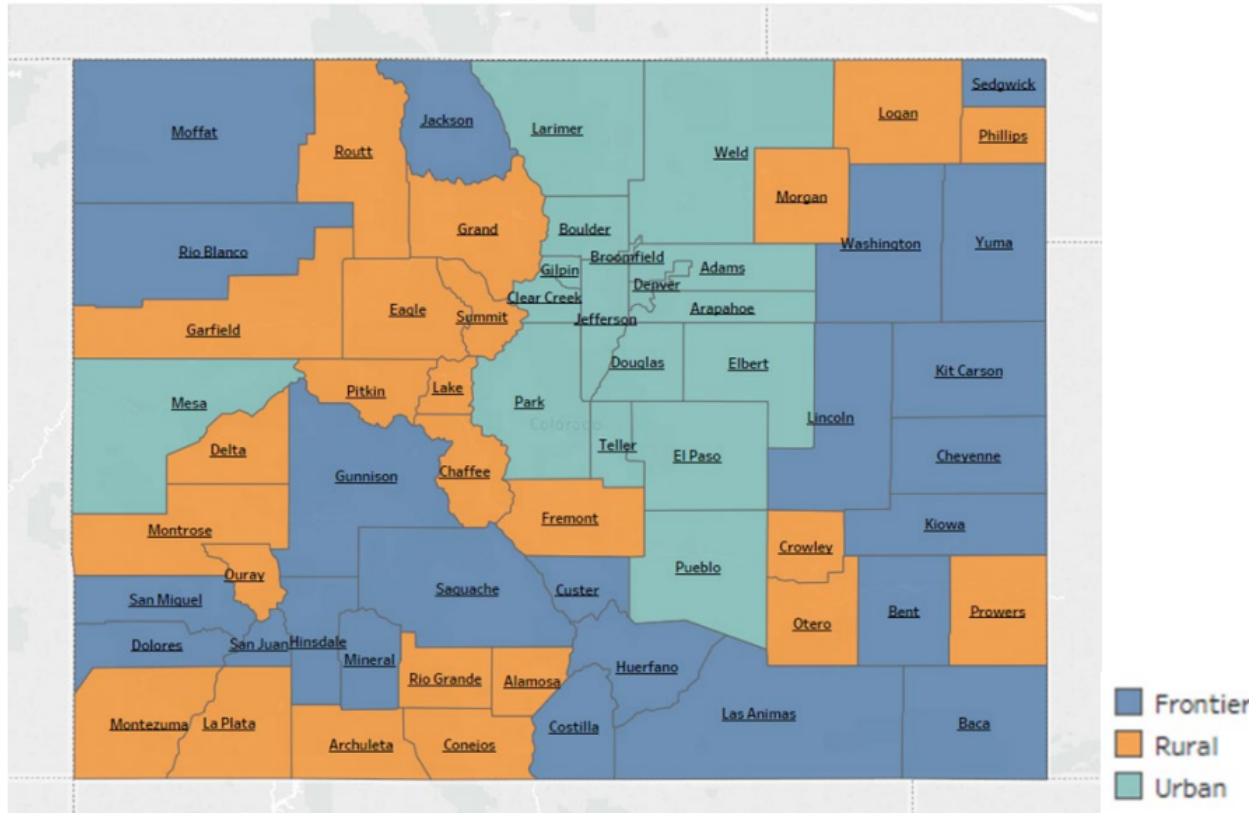 Sedgwick
Logan
Jackson
Moffat
Larimer
Phillips
Routt
Weld
Morgan
Grand
Boulder
Washington
Yuma
Rio Blanco
Broomfield
Gilpin
Adams
Denver
Clear Creek
Eagle
Summit
Arapahoe
Jefferson
Garfield
Douglas
Elbert
Kit Carson
Pitkin
Lake
Mesa
Park
Lincoln
Colorado
Teller
Delta
El Paso
Cheyenne
Chaffee
Gunnison
Fremont
Kiowa
Montrose
Crowley
Pueblo
Ouray
Saguache
Custer
San Miguel
Bent
Prowers
Otero
Dolores
San Juan
Hinsdale
Mineral
Huerfano
Rio Grande
Alamosa
Montezuma
La Plata
Costilla
Las Animas
Baca
Archuleta
Conejos
Frontier
Rural
Urban